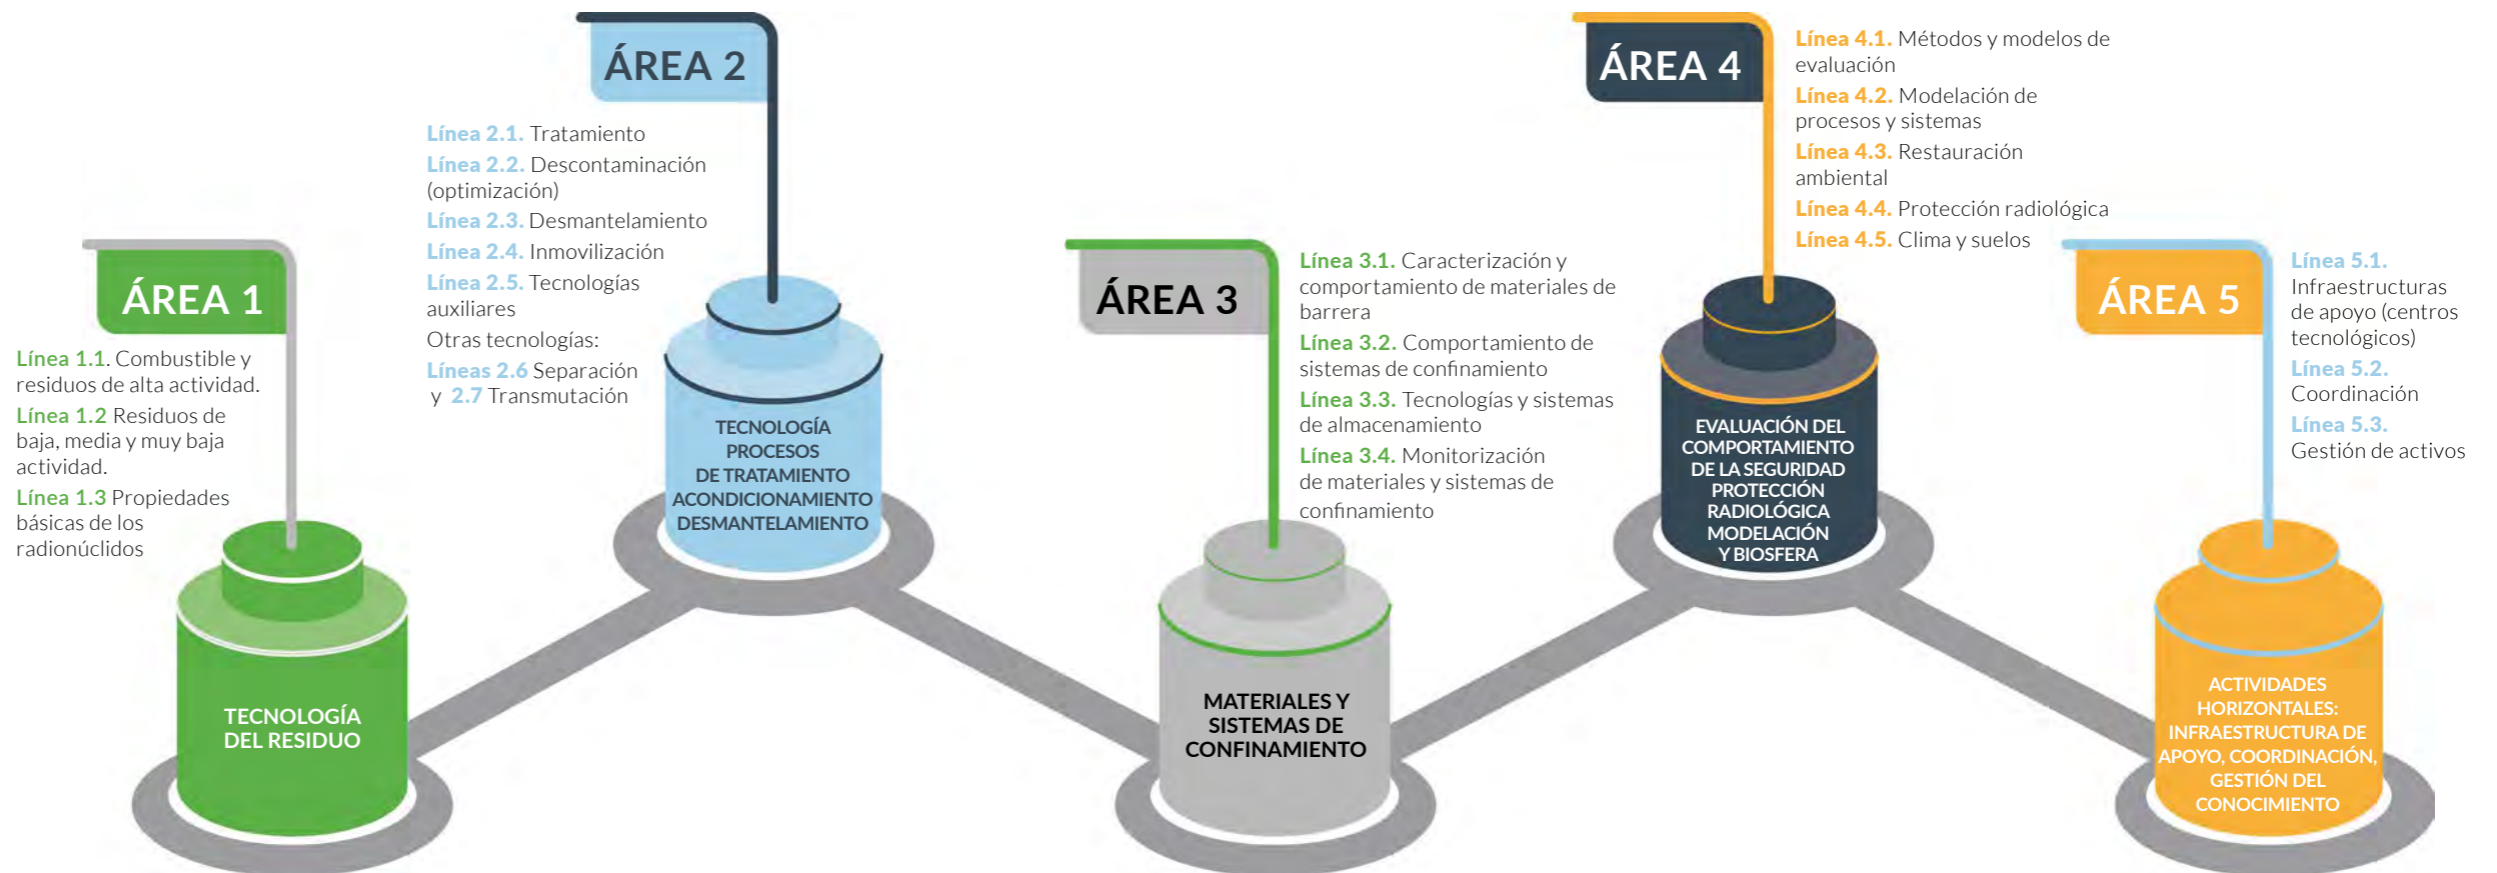 ÁREA 1
Línea 1.1. Combustible y
residuos de alta actividad.
Línea 1.2 Residuos de
baja, media y muy baja
actividad.
Línea 1.3 Propiedades
básicas de los
radionúclidos
TECNOLOGÍA
DEL RESIDUO
ÁREA 2
Línea 2.1. Tratamiento
Línea 2.2. Descontaminación
(optimización)
Línea 2.3. Desmantelamiento
Línea 2.4. Inmovilización
Línea 2.5. Tecnologías
auxiliares
Otras tecnologías:
Líneas 2.6 Separación
y 2.7 Transmutación
TECNOLOGÍA
PROCESOS
DE TRATAMIENTO
ACONDICIONAMIENTO
DESMANTELAMIENTO
ÁREA 3
Línea 3.1. Caracterización y
comportamiento de materiales de
barrera
Línea 3.2. Comportamiento de
sistemas de confinamiento
Línea 3.3. Tecnologías y sistemas
de almacenamiento
Línea 3.4. Monitorización
de materiales y sistemas de
confinamiento
MATERIALES Y
SISTEMAS DE
CONFINAMIENTO
ÁREA 4
Línea 4.1. Métodos y modelos de
evaluación
Línea 4.2. Modelación de
procesos y sistemas
Línea 4.3. Restauración
ambiental
Línea 4.4. Protección radiológica
Línea 4.5. Clima y suelos
EVALUACIÓN DEL
COMPORTAMIENTO
DE LA SEGURIDAD
PROTECCIÓN
RADIOLÓGICA
MODELACIÓN
Y BIOSFERA
ÁREA 5
Línea 5.1.
Infraestructuras
de apoyo (centros
tecnológicos)
Línea 5.2.
Coordinación
Línea 5.3.
Gestión de activos
ACTIVIDADES
HORIZONTALES:
INFRAESTRUCTURA DE
APOYO, COORDINACIÓN,
GESTIÓN DEL
CONOCIMIENTO